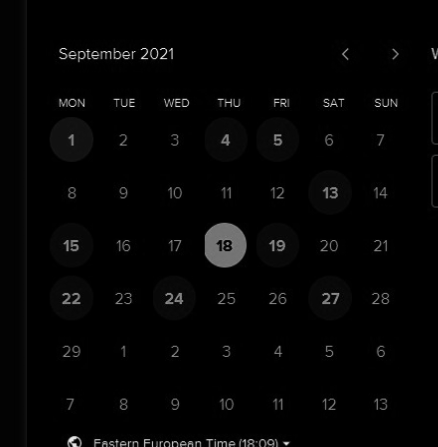 September 2021 < >
MON TUE WED THU FRI SAT SUN
1 2 3 4 5 6 7
8 9 10 11 12 13 14
15 16 17 18 19 20 21
22 23 24 25 26 27 28
29 1 2 3 4 5 6
7 8 9 10 11 12 13
Eastern European Time (18:09)